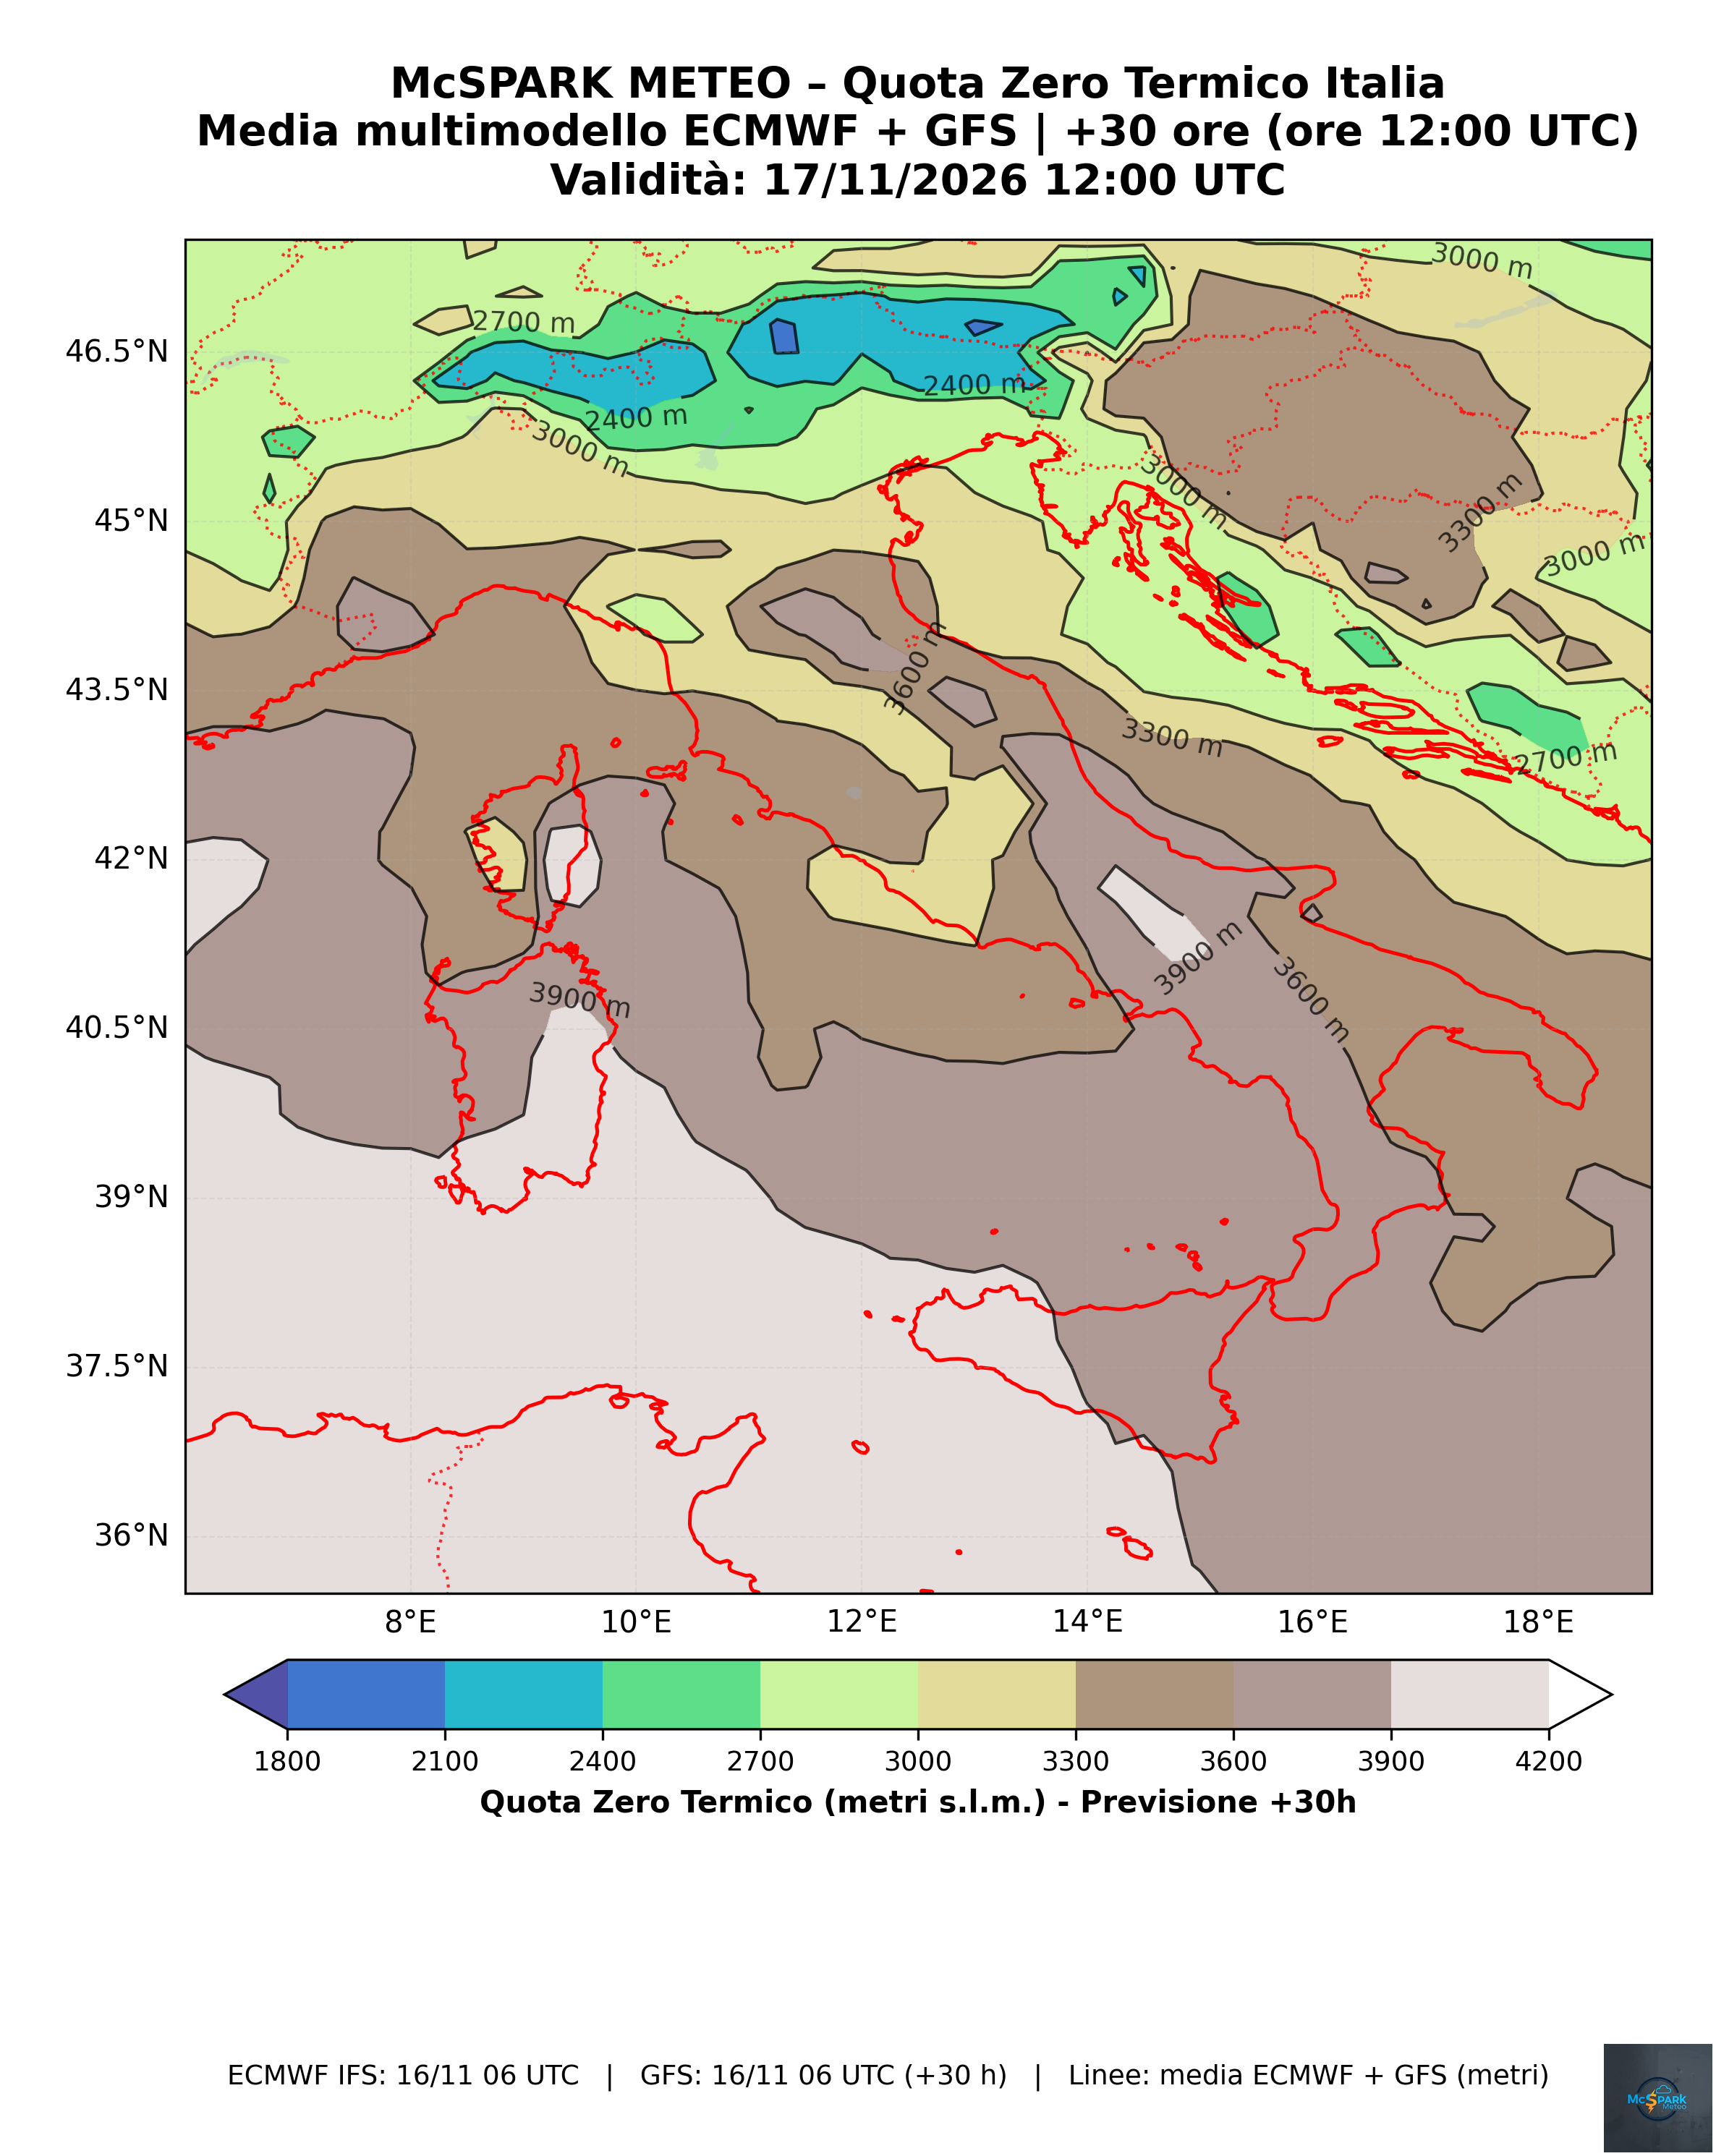 McSPARK METEO – Quota Zero Termico Italia
Media multimodello ECMWF + GFS | +30 ore (ore 12:00 UTC)
Validità: 17/11/2026 12:00 UTC
3000 m
2700 m
46.5°N
2400 m
2400 m
3000 m
3000 m
3300 m
3000 m
45°N
3600 m
43.5°N
3300 m
2700 m
42°N
3900 m
3600 m
3900 m
40.5°N
39°N
37.5°N
36°N
8°E 10°E 12°E 14°E 16°E 18°E
1800 2100 2400 2700 3000 3300 3600 3900 4200
Quota Zero Termico (metri s.l.m.) - Previsione +30h
ECMWF IFS: 16/11 06 UTC | GFS: 16/11 06 UTC (+30 h) | Linee: media ECMWF + GFS (metri)
McSPARK
Meteo